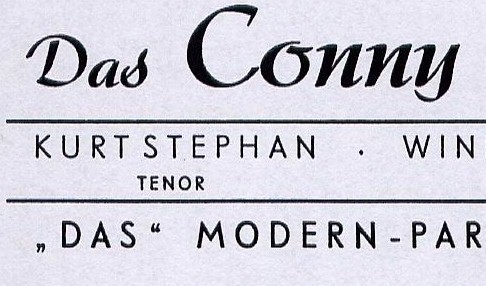 Das Conny
KURT STEPHAN · WIN
TENOR
„DAS“ MODERN-PAR